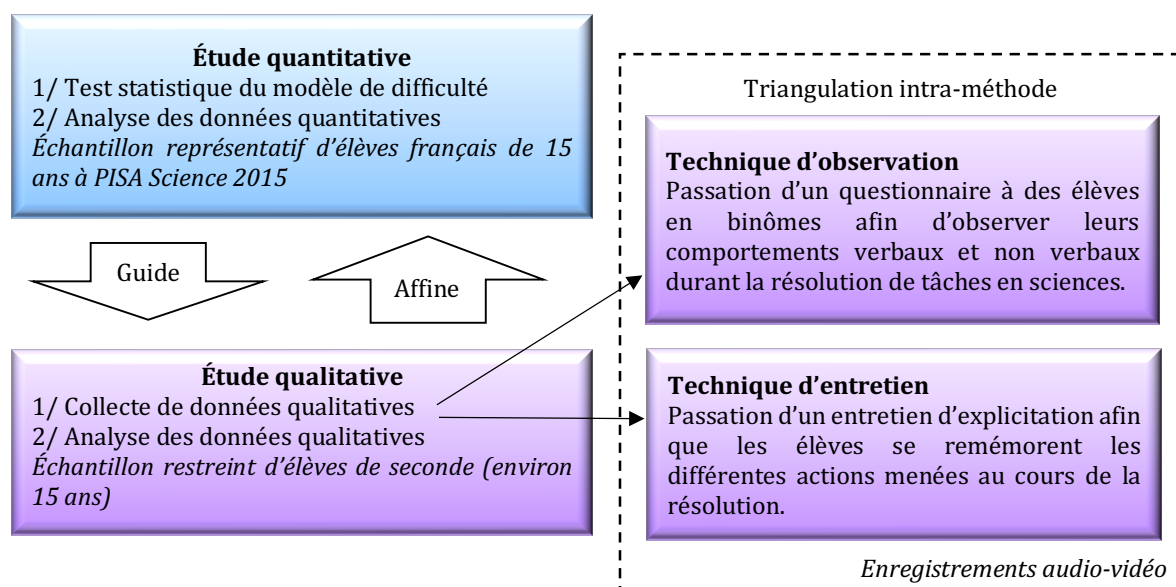 Étude quantitative
1/ Test statistique du modèle de difficulté
2/ Analyse des données quantitatives
Échantillon représentatif d'élèves français de 15
ans à PISA Science 2015
Guide
Affine
Étude qualitative
1/ Collecte de données qualitatives
2/ Analyse des données qualitatives
Échantillon restreint d'élèves de seconde (environ
15 ans)
Triangulation intra-méthode
Technique d'observation
Passation d'un questionnaire à des élèves
en binômes afin d'observer leurs
comportements verbaux et non verbaux
durant la résolution de tâches en sciences.
Technique d'entretien
Passation d'un entretien d'explicitation afin
que les élèves se remémorent les
différentes actions menées au cours de la
résolution.
Enregistrements audio-vidéo